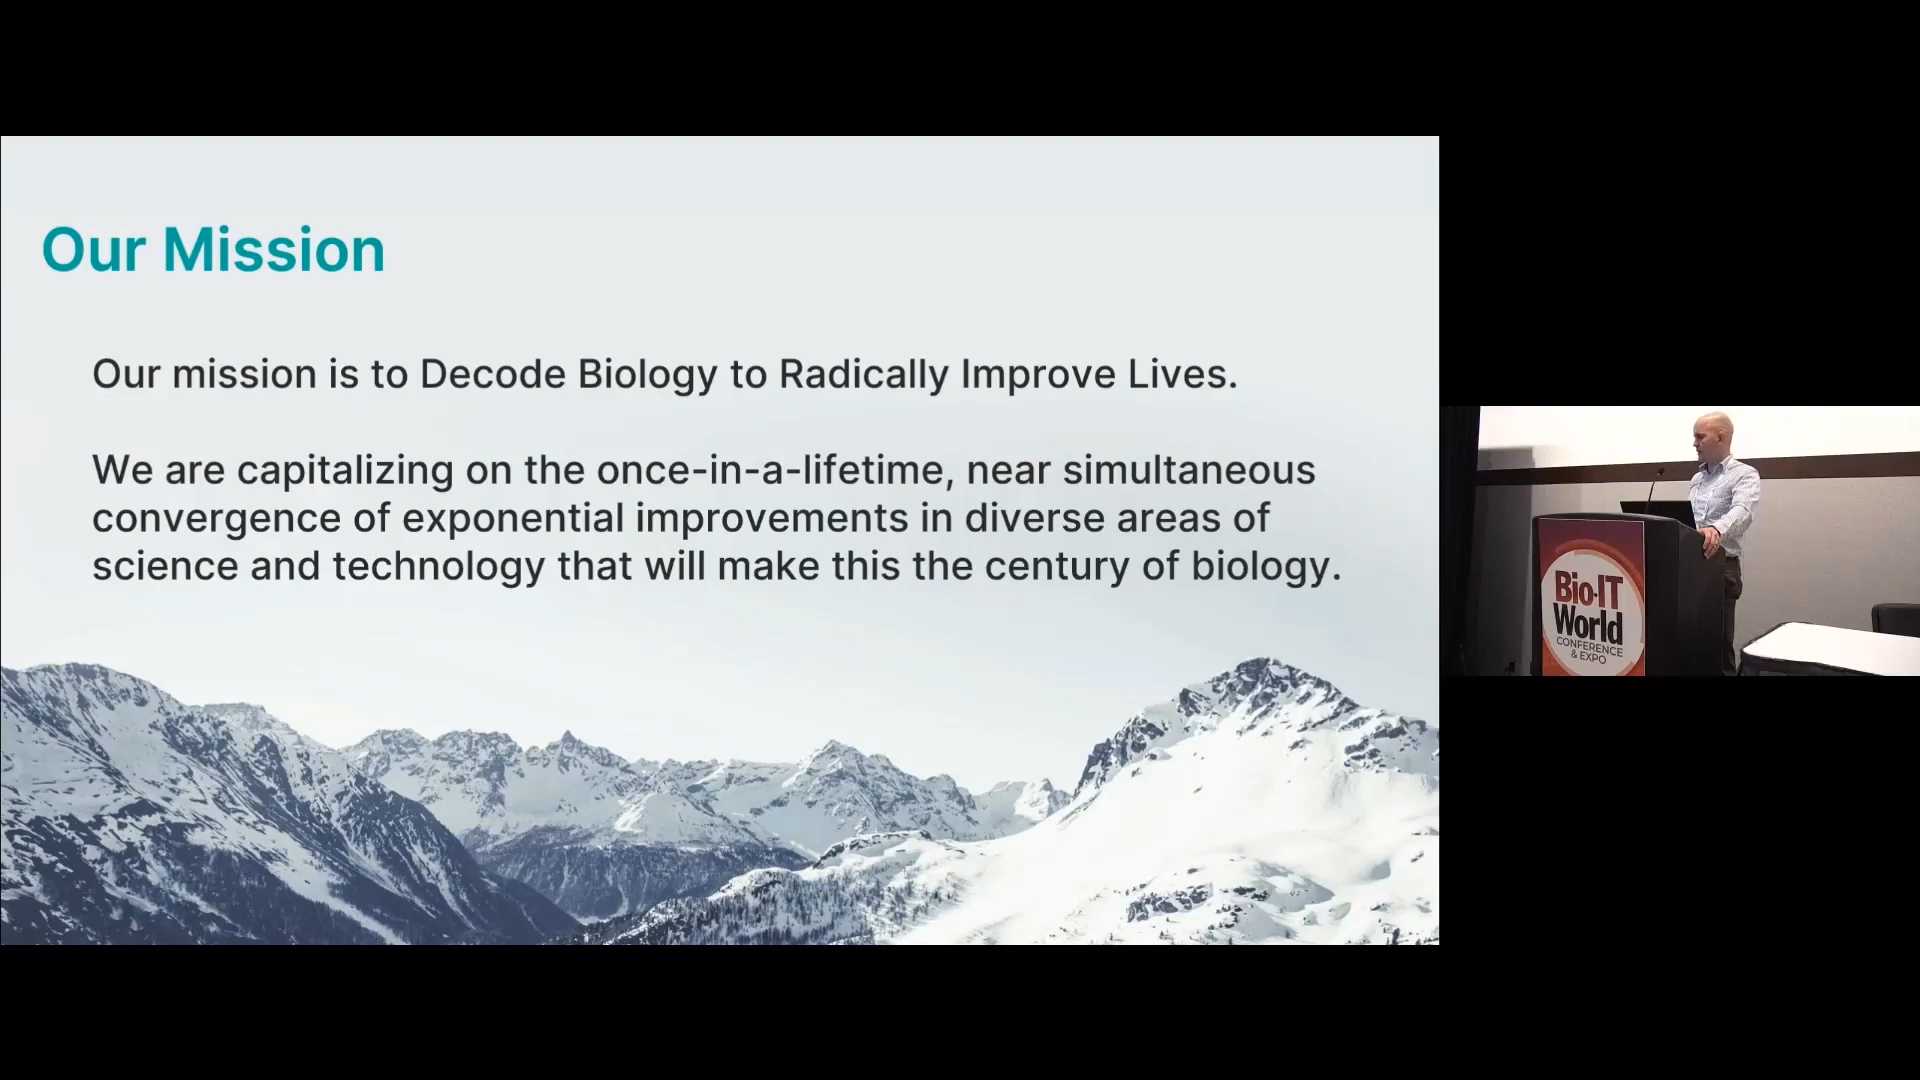 Our Mission
Our mission is to Decode Biology to Radically Improve Lives.
We are capitalizing on the once-in-a-lifetime, near simultaneous
convergence of exponential improvements in diverse areas of
science and technology that will make this the century of biology.
Bio-IT
World
CONFERENCE
& EXPO